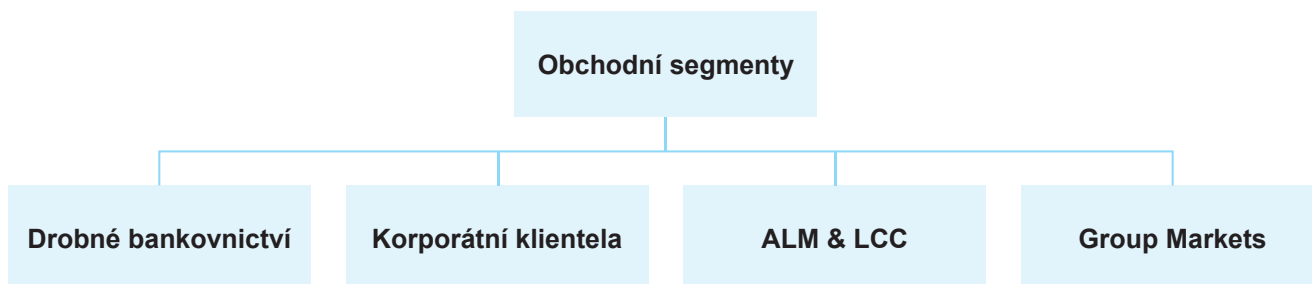 Obchodní segmenty
Drobné bankovnictví
Korporátní klientela
ALM & LCC
Group Markets